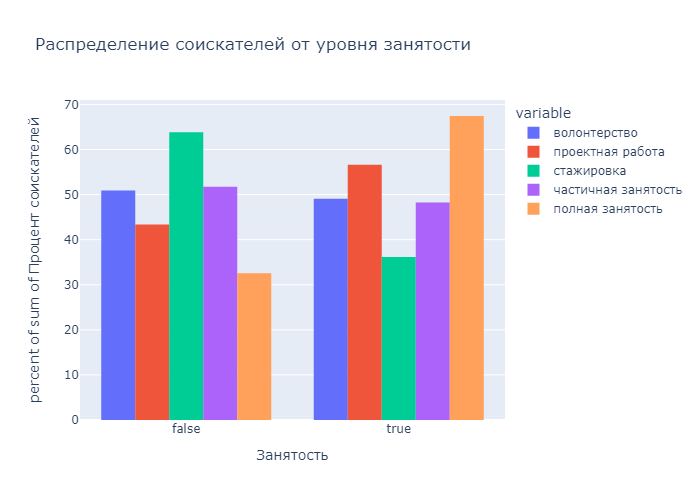 Распределение соискателей от уровня занятости
percent of sum of Процент соискателей
70
60
50
40
30
20
10
0
false
true
Занятость
variable
волонтерство
проектная работа
стажировка
частичная занятость
полная занятость